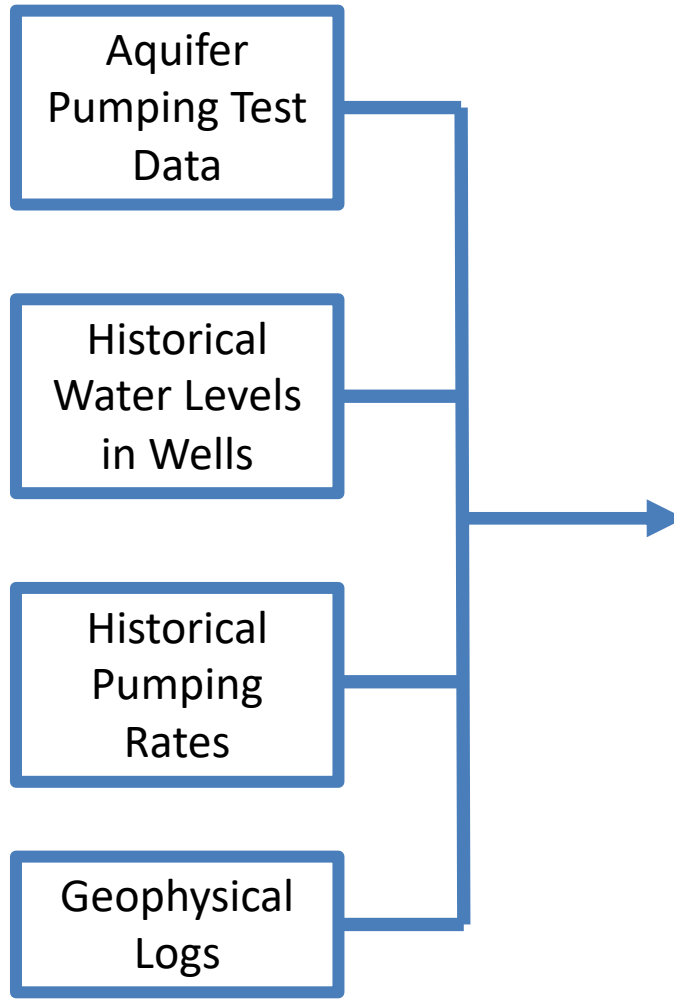 Aquifer
Pumping Test
Data
Historical
Water Levels
in Wells
Historical
Pumping
Rates
Geophysical
Logs